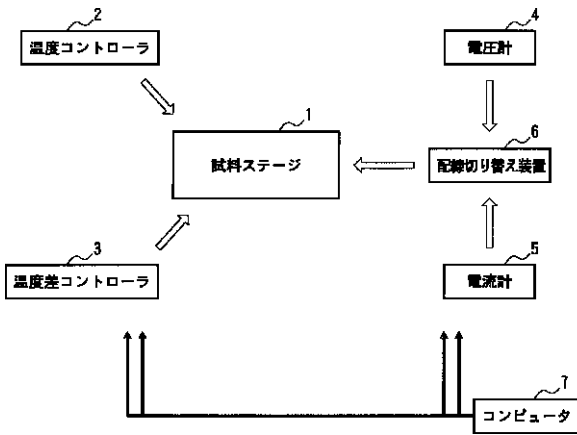 2
温度コントローラ
4
電圧計
1
試料ステージ
6
配線切り替え装置
3
温度差コントローラ
5
電流計
7
コンピュータ